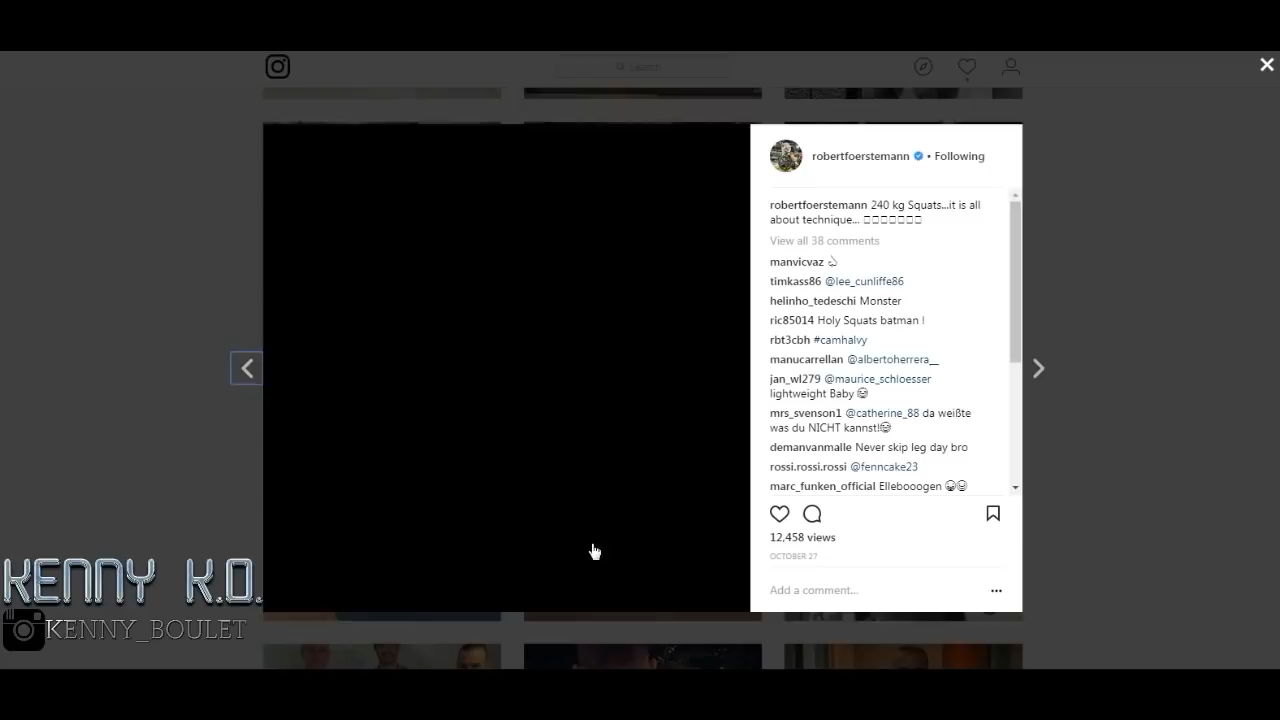 Search
robertfoerstemann • Following
robertfoerstemann 240 kg Squats...it is all
about technique...
View all 38 comments
manvicvaz
timkass86 @lee_cunliffe86
helinho_tedeschi Monster
ric85014 Holy Squats batman !
rbt3cbh #camhalvy
manucarrellan @albertoherrera__
jan_wl279 @maurice_schloesser
lightweight Baby
mrs_svenson1 @catherine_88 da weißte
was du NICHT kannst!
demanvanmalle Never skip leg day bro
rossi.rossi.rossi @fenncake23
marc_funken_official Ellebooogen
12,458 views
OCTOBER 27
Add a comment...
KENNY K.O.
KENNY_BOULET